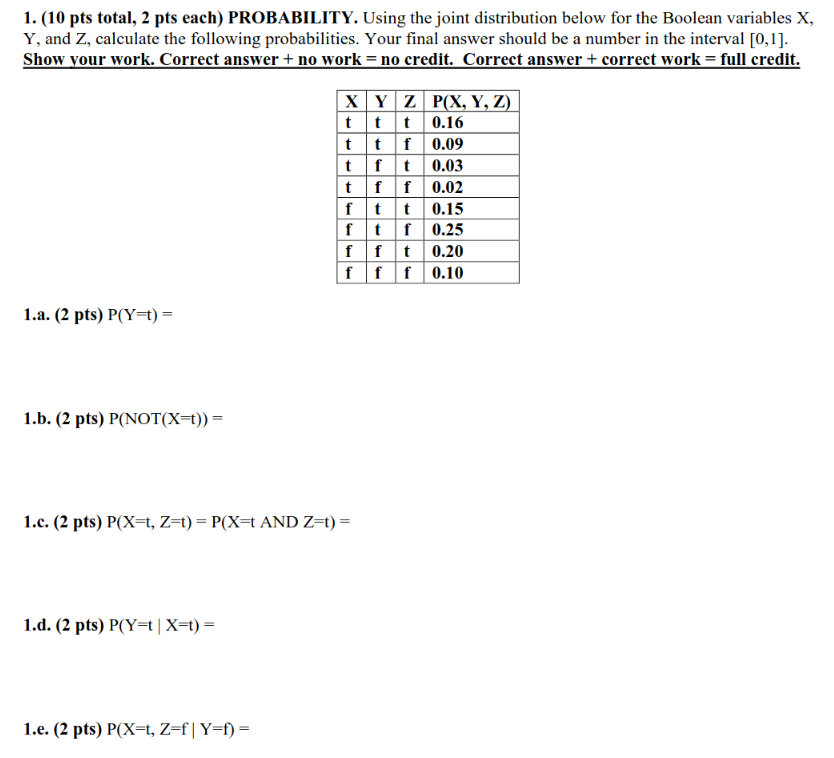 1. (10 pts total, 2 pts each) PROBABILITY. Using the joint distribution below for the Boolean variables X,
Y, and Z, calculate the following probabilities. Your final answer should be a number in the interval [0,1].
Show your work. Correct answer + no work = no credit. Correct answer + correct work = full credit.
X Y Z P(X, Y, Z)
t t t 0.16
t t f 0.09
t f t 0.03
t f f 0.02
f t t 0.15
f t f 0.25
f f t 0.20
f f f 0.10
1.a. (2 pts) P(Y=t) =
1.b. (2 pts) P(NOT(X=t)) =
1.c. (2 pts) P(X=t, Z=t) = P(X=t AND Z=t) =
1.d. (2 pts) P(Y=t | X=t) =
1.e. (2 pts) P(X=t, Z=f | Y=f) =